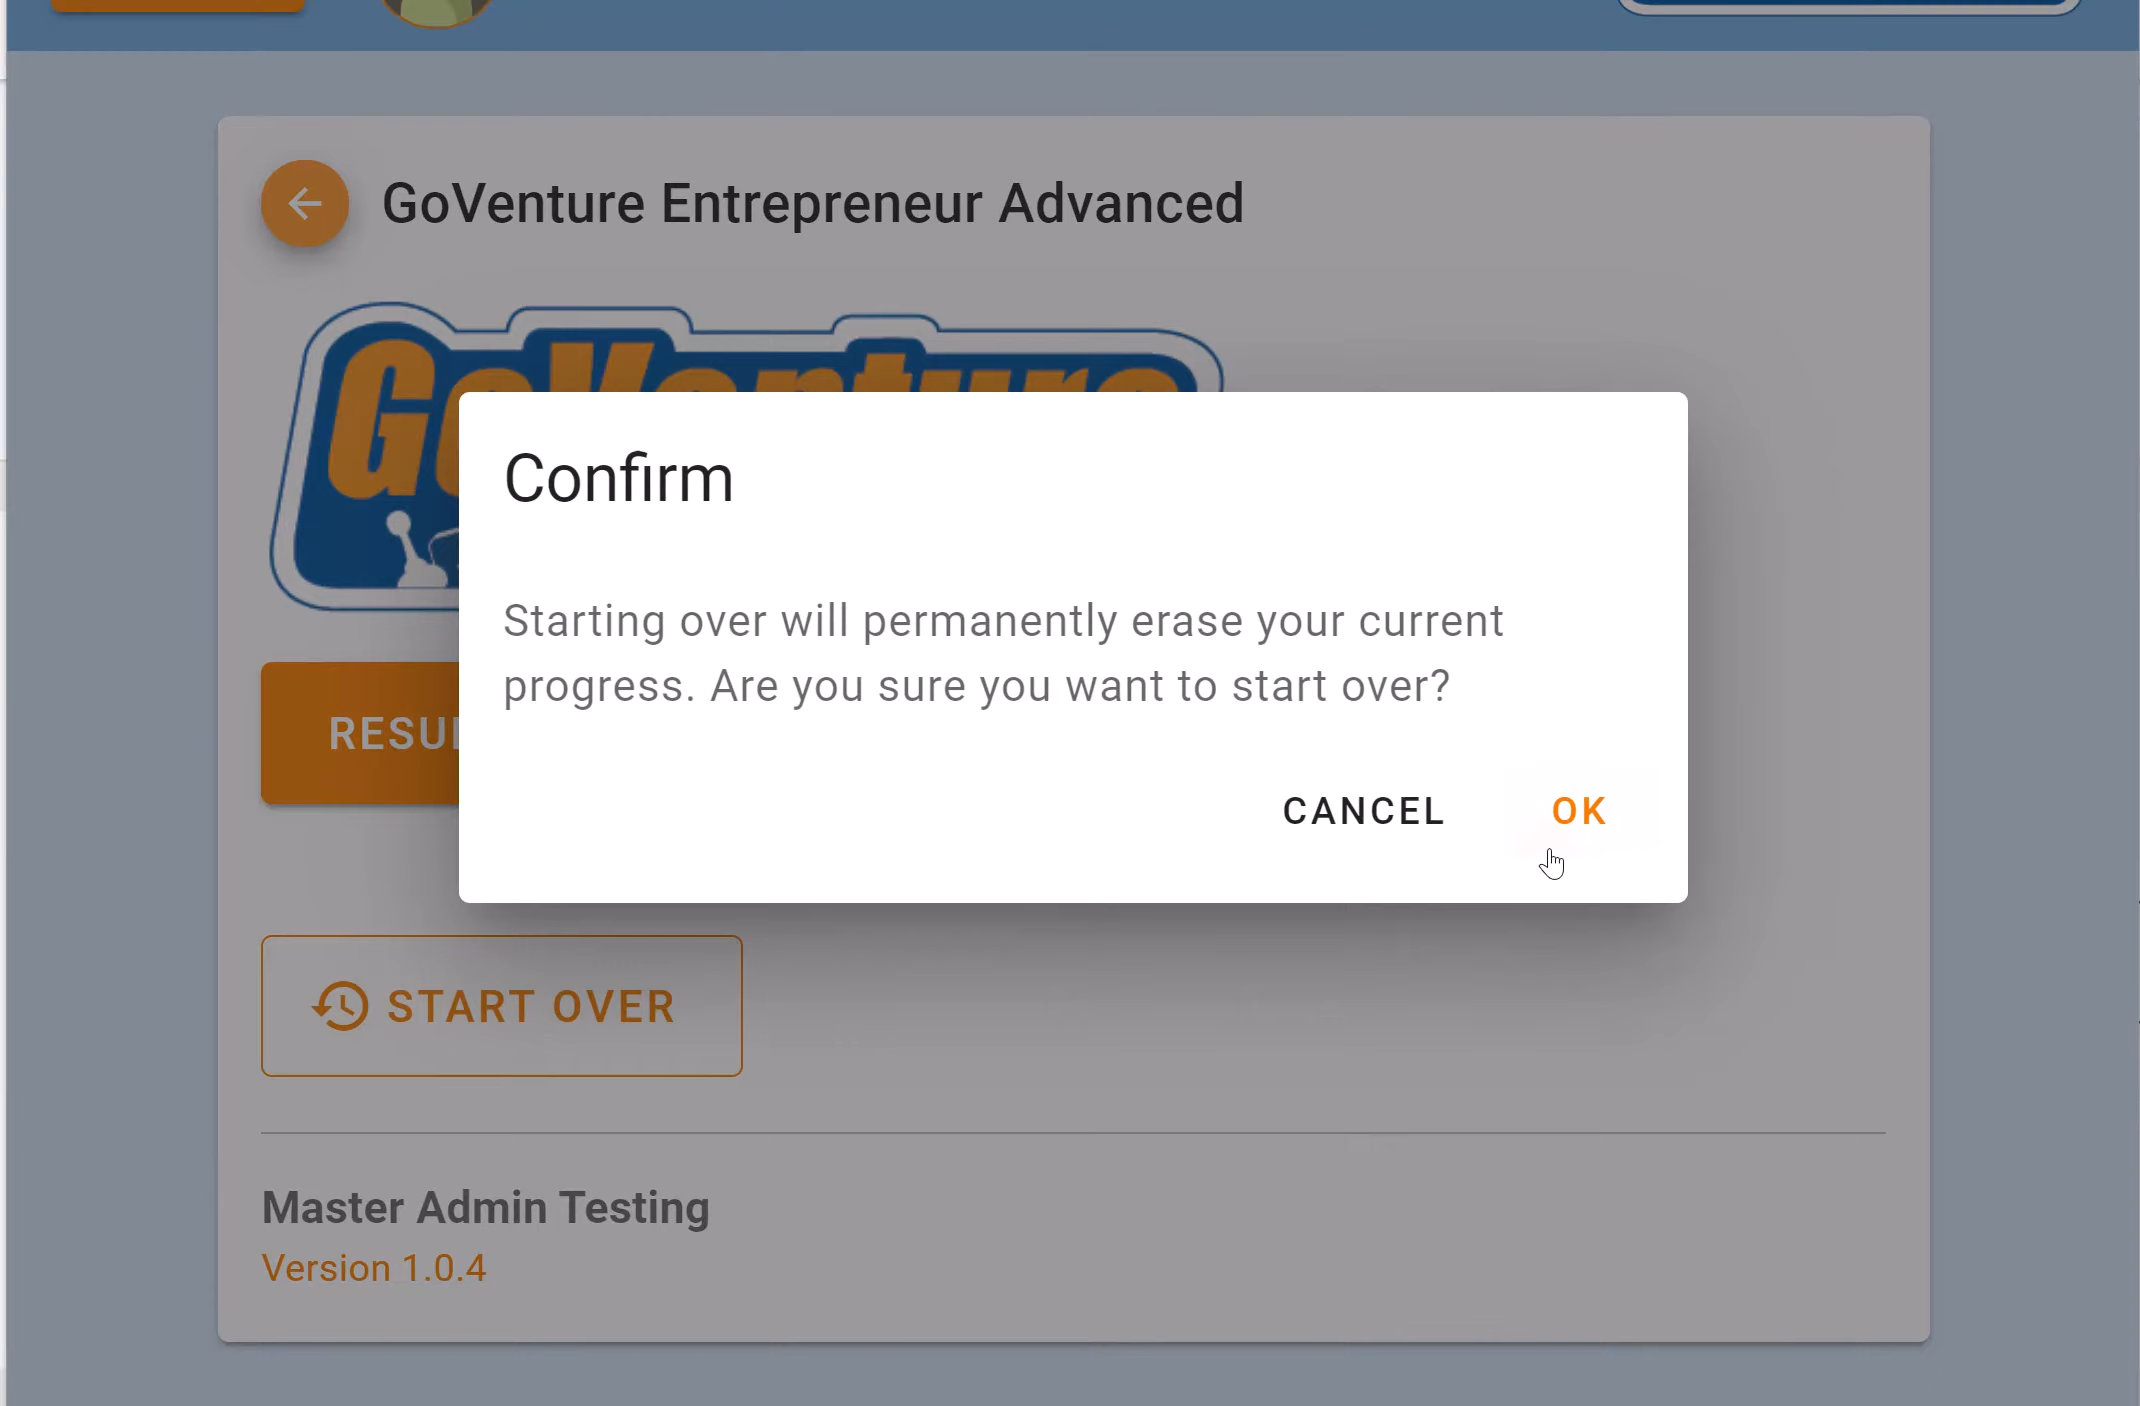 GoVenture Entrepreneur Advanced
Confirm
Starting over will permanently erase your current
progress. Are you sure you want to start over?
CANCEL
OK
START OVER
Master Admin Testing
Version 1.0.4